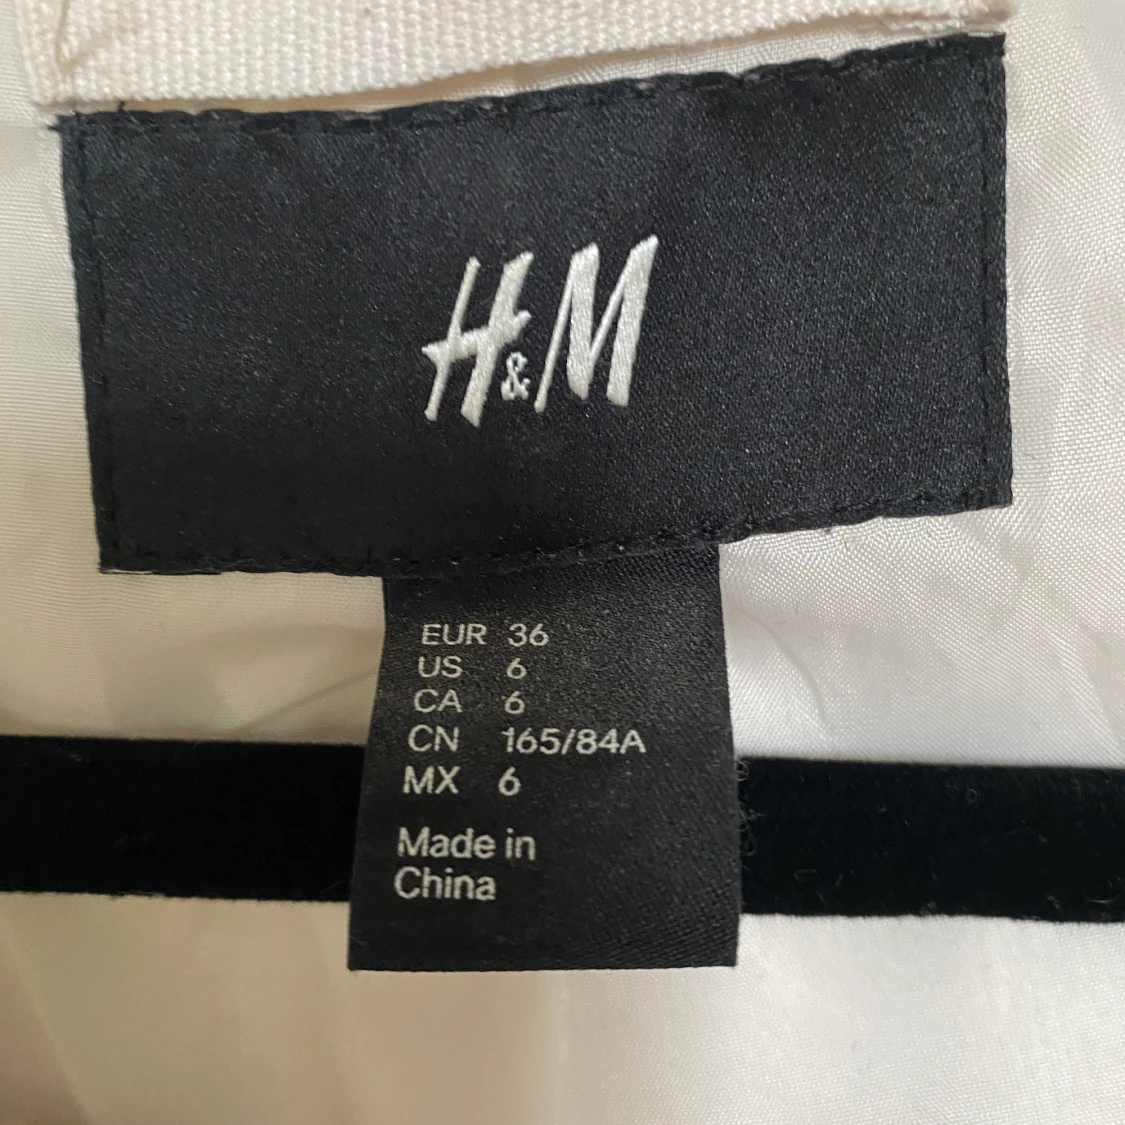 H&M
EUR 36
US 6
CA 6
CN 165/84A
MX 6
Made in
China